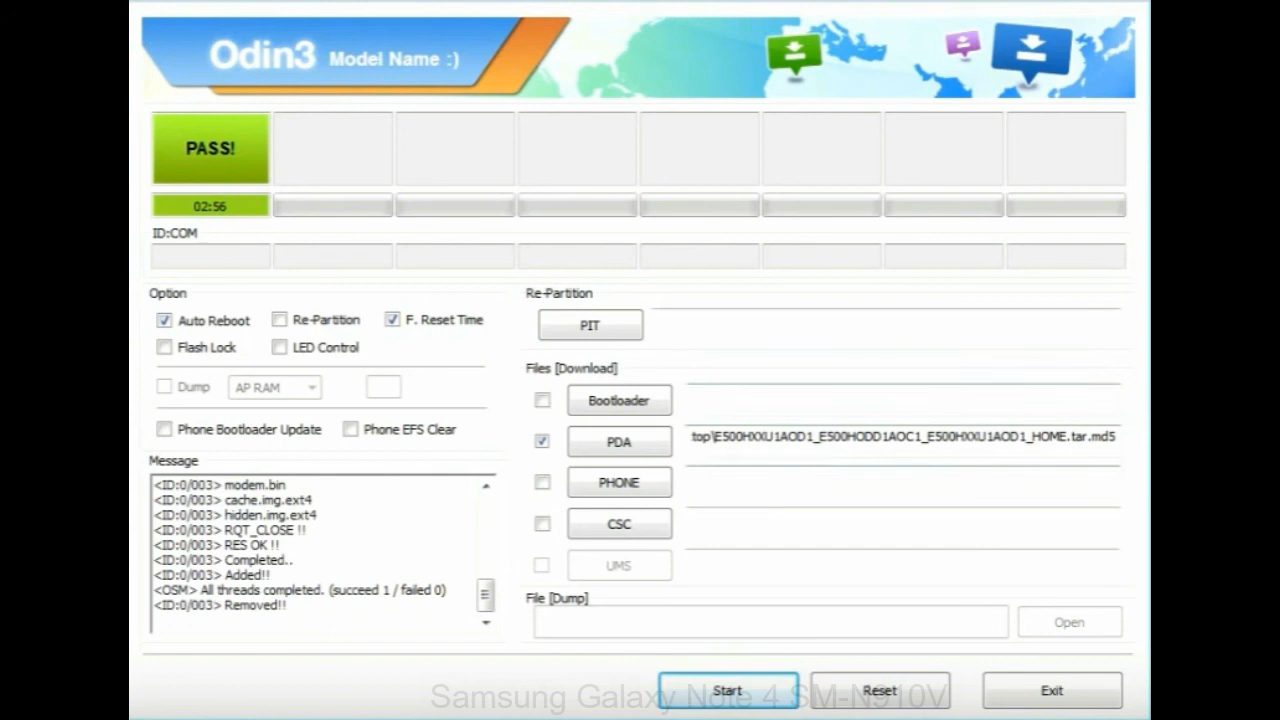 Odin3 Model Name :)
PASS!
02:56
ID:COM
Option
Auto Reboot Re-Partition F. Reset Time
Flash Lock LED Control
Dump AP RAM
Phone Bootloader Update Phone EFS Clear
Message
<ID:0/003> modem.bin
<ID:0/003> cache.img.ext4
<ID:0/003> hidden.img.ext4
<ID:0/003> RQT_CLOSE !!
<ID:0/003> RES OK !!
<ID:0/003> Completed..
<ID:0/003> Added!!
<OSM> All threads completed. (succeed 1 / failed 0)
<ID:0/003> Removed!!
Re-Partition
PIT
Files [Download]
Bootloader
PDA top\E500HXXU1AOD1_E500HODD1AOC1_E500HXXU1AOD1_HOME.tar.md5
PHONE
CSC
UMS
File [Dump]
Open
Start Reset Exit
Samsung Galaxy Note 4 SM-N910V